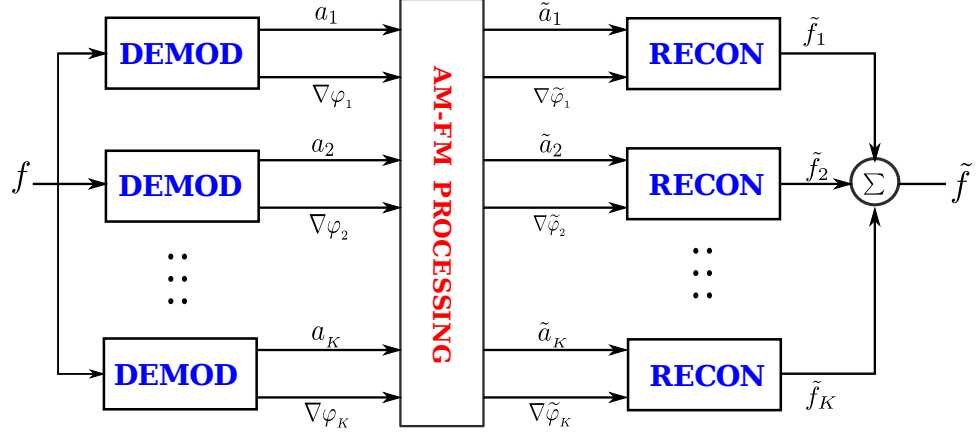 a₁ ã₁ f̃₁
DEMOD RECON
∇φ₁ ∇φ̃₁
AM-FM PROCESSING
a₂ ã₂ f̃₂
f DEMOD RECON Σ f̃
∇φ₂ ∇φ̃₂
a_K ã_K
DEMOD RECON
∇φ_K ∇φ̃_K f̃_K